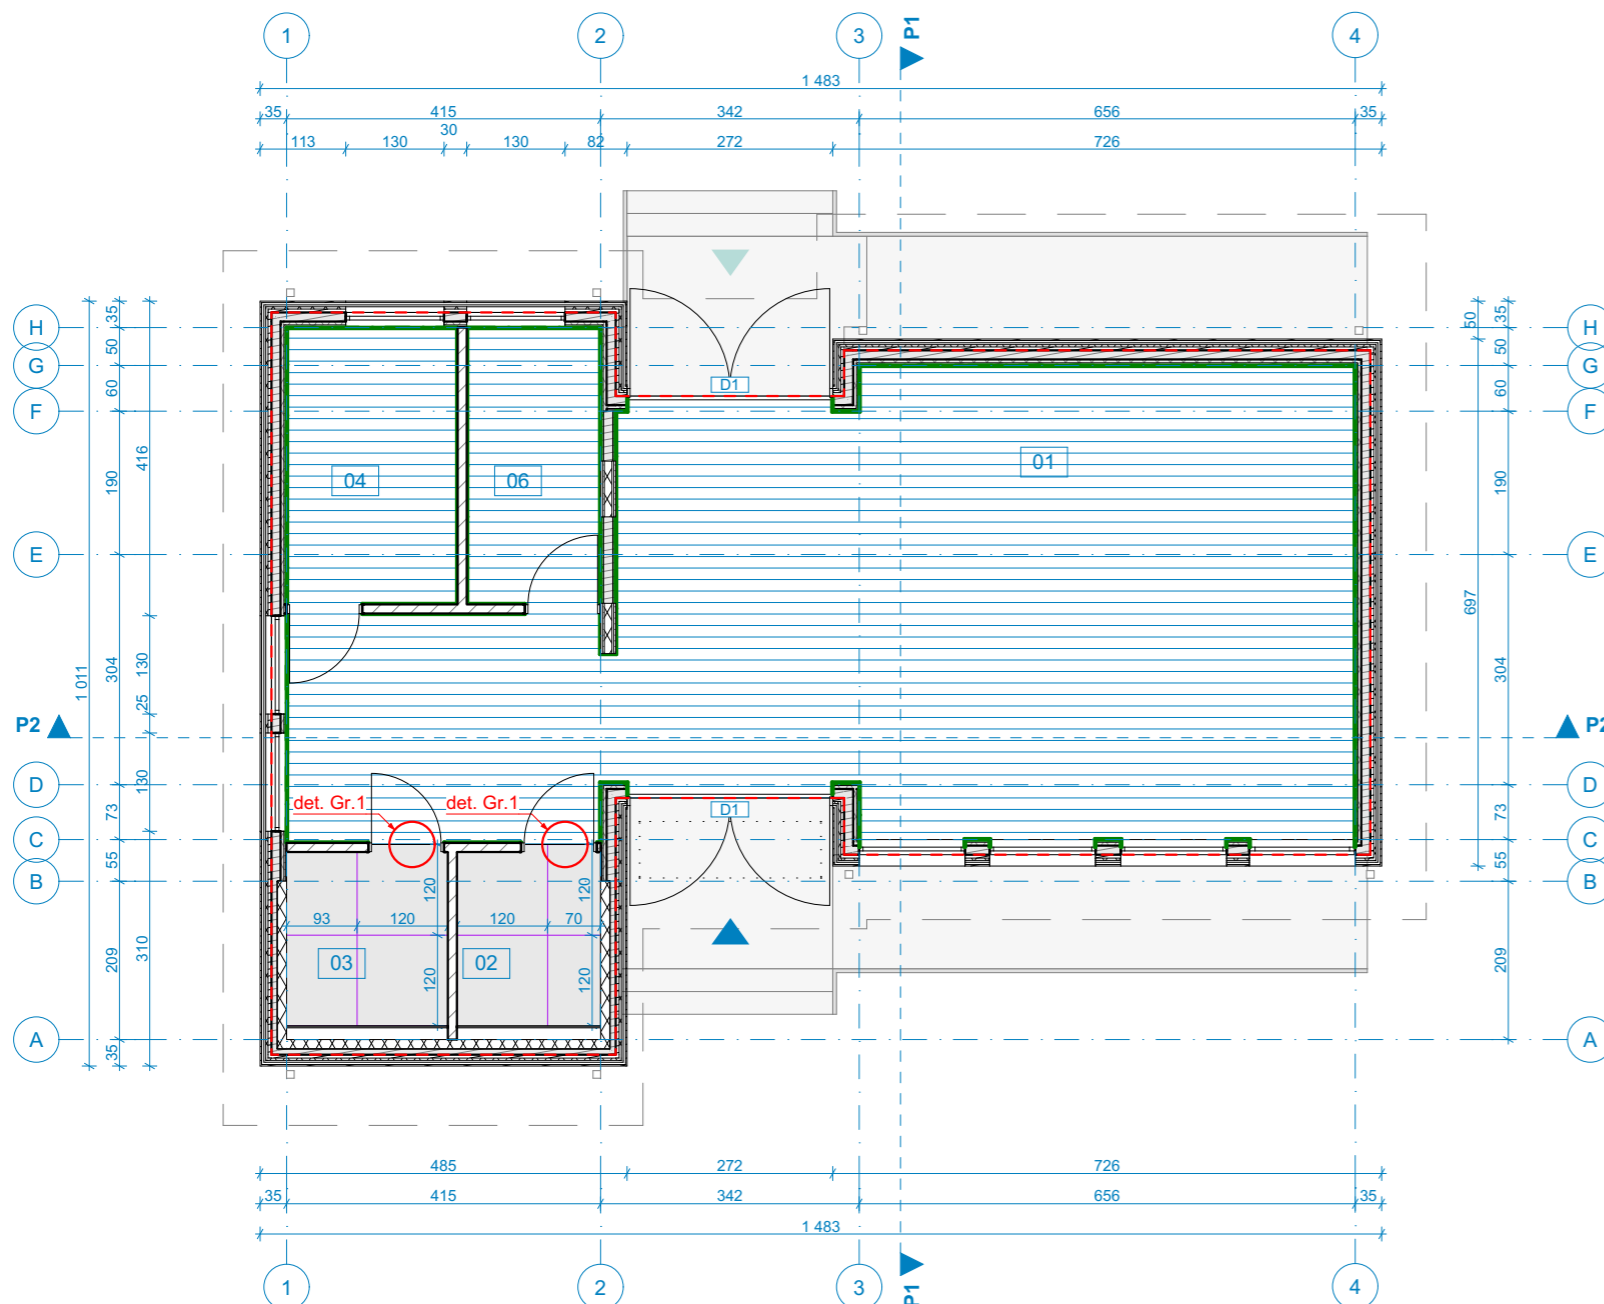 1 2 3 P1 4
1 483
35 415 342 656 35
113 130 30 130 82 272 726
H 35 50 35 H
G 50 50 G
F 60 60 F
D1
01
04 06
190 416 190
E E
1 011 304 130 697 304
25
P2 P2
130
D D
det. Gr.1 det. Gr.1 D1
73 73
C C
55 55
B B
120 120
93 120 120 70
03 02
209 310 209
120 120
A A
35
485 272 726
35 415 342 656 35
1 483
1 2 3 P1 4